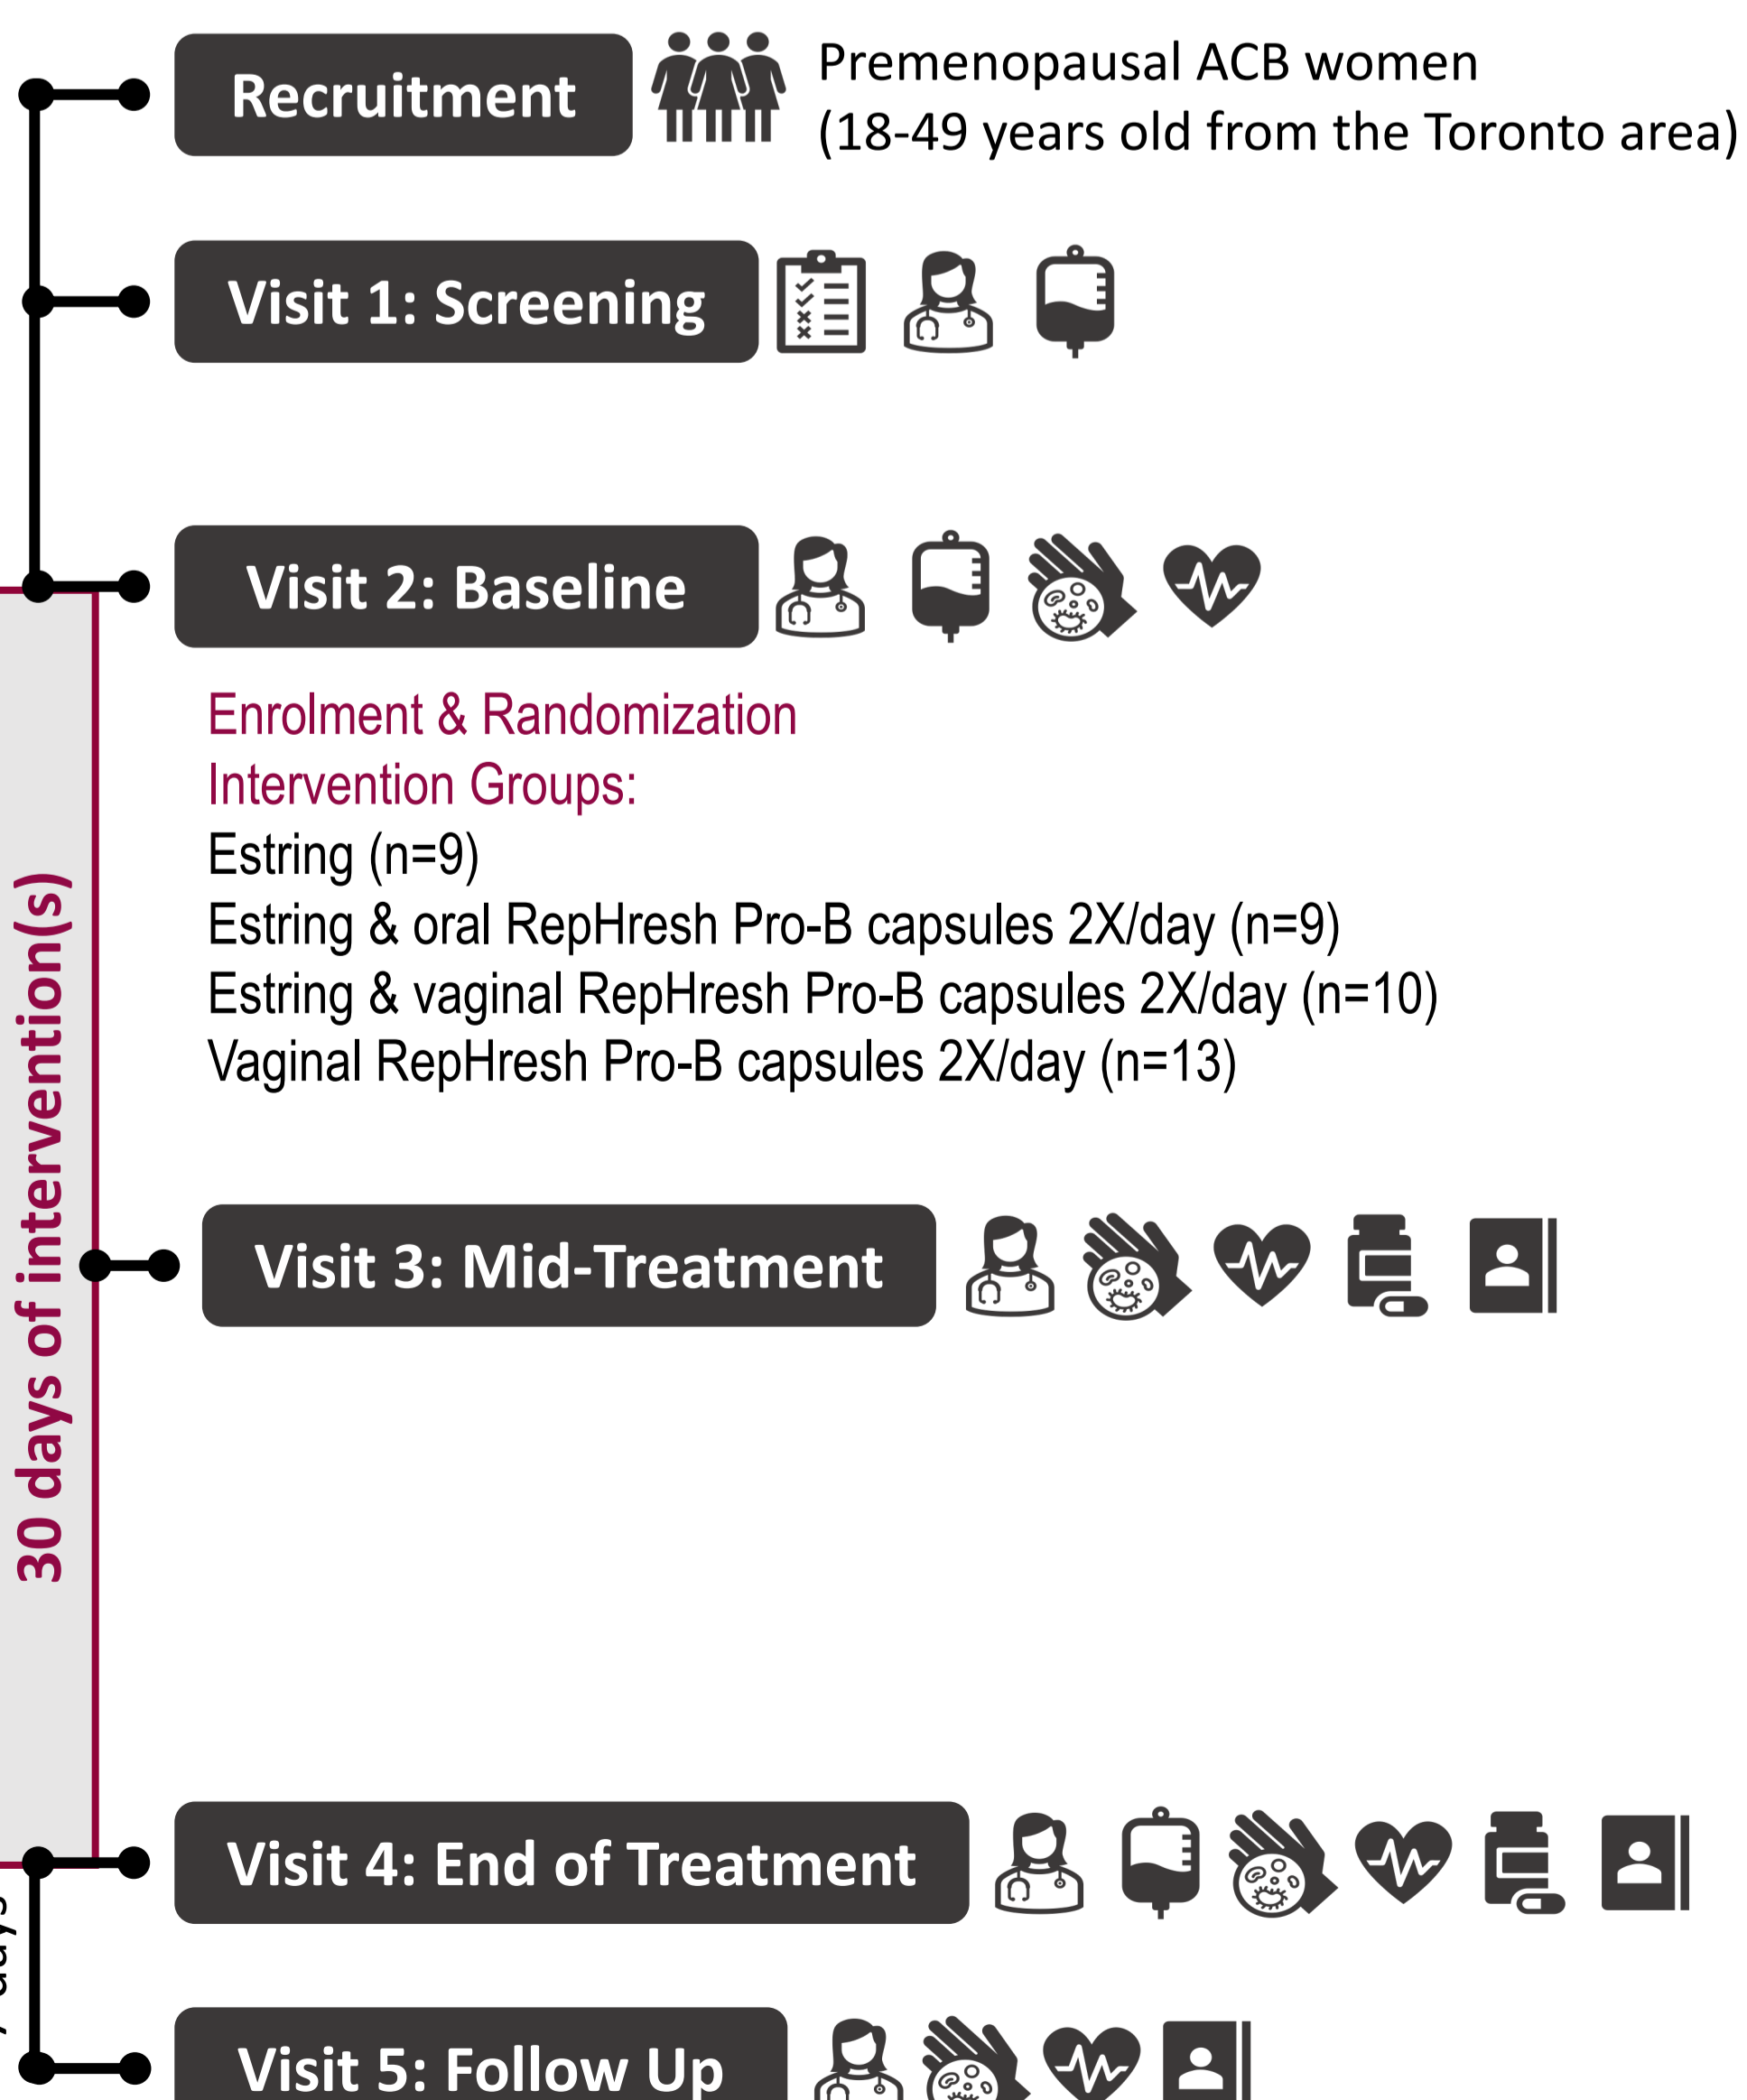 Recruitment
Premenopausal ACB women
(18-49 years old from the Toronto area)
Visit 1: Screening
Visit 2: Baseline
Enrolment & Randomization
Intervention Groups:
Estring (n=9)
Estring & oral RepHresh Pro-B capsules 2X/day (n=9)
Estring & vaginal RepHresh Pro-B capsules 2X/day (n=10)
Vaginal RepHresh Pro-B capsules 2X/day (n=13)
30 days of intervention(s)
Visit 3: Mid-Treatment
Visit 4: End of Treatment
Visit 5: Follow Up